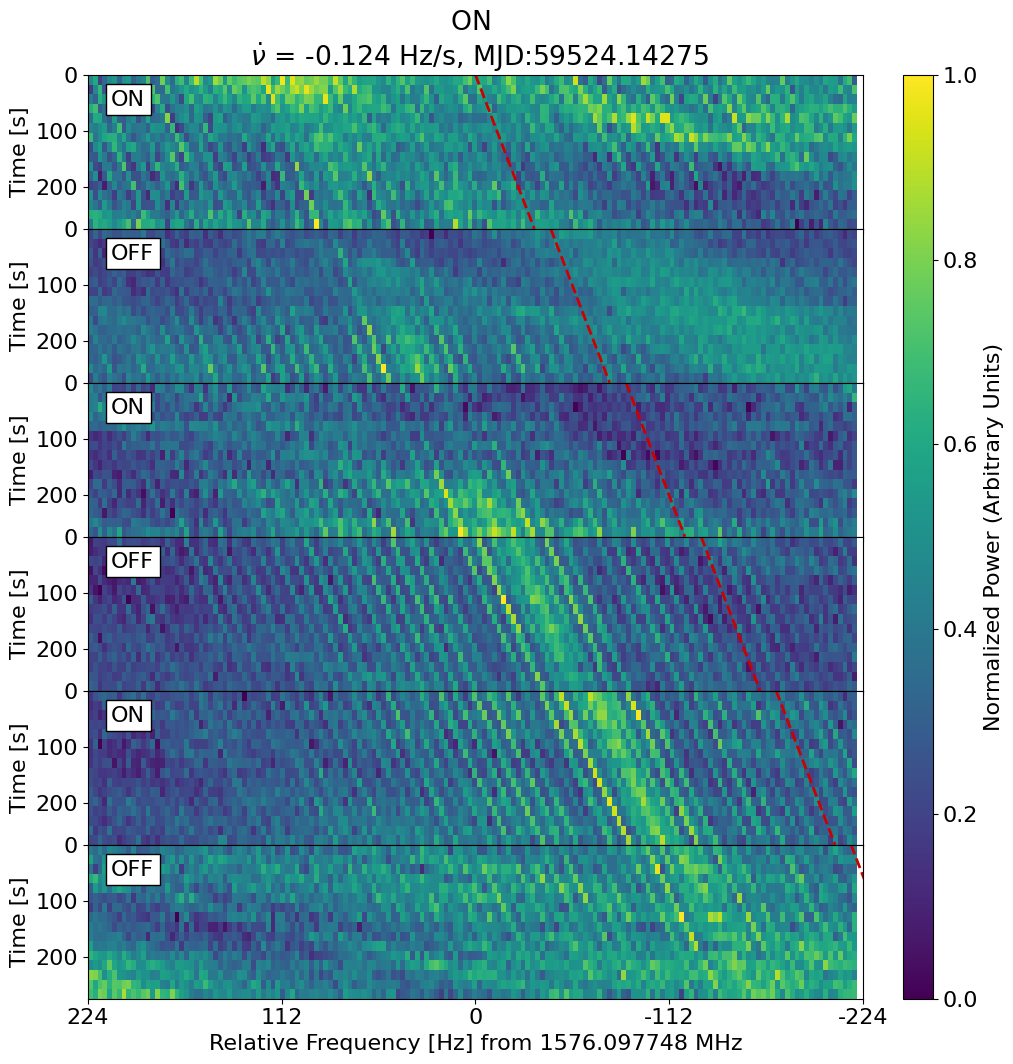 ON
ν̇ = -0.124 Hz/s, MJD:59524.14275
0
ON
100
Time [s]
200
0
OFF
100
Time [s]
200
0
ON
100
Time [s]
200
0
OFF
100
Time [s]
200
0
ON
100
Time [s]
200
0
OFF
100
Time [s]
200
224 112 0 -112 -224
Relative Frequency [Hz] from 1576.097748 MHz
1.0
0.8
0.6
0.4
0.2
0.0
Normalized Power (Arbitrary Units)